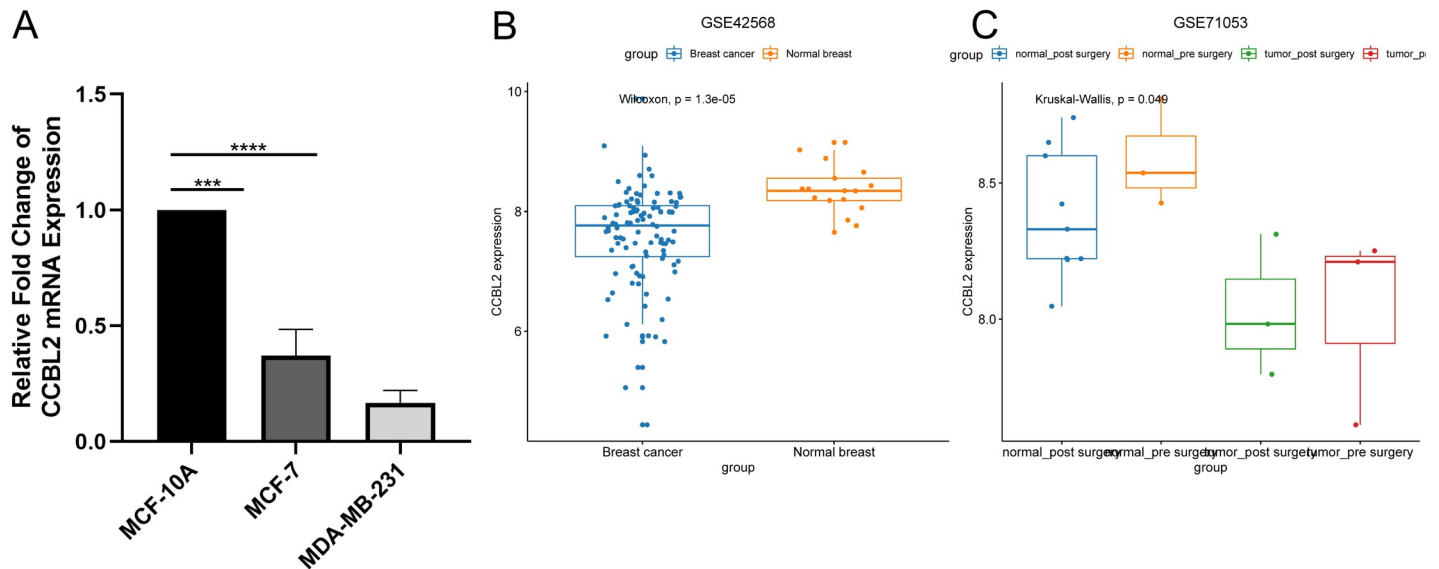 A
Relative Fold Change of
CCBL2 mRNA Expression
1.5
1.0
0.5
0.0
****
***
MCF-10A
MCF-7
MDA-MB-231
B
GSE42568
group Breast cancer Normal breast
Wilcoxon, p = 1.3e-05
CCBL2 expression
10
8
6
Breast cancer Normal breast
group
C
GSE71053
group normal_post surgery normal_pre surgery tumor_post surgery tumor_p
Kruskal-Wallis, p = 0.049
CCBL2 expression
8.5
8.0
normal_post surgery normal_pre surgery tumor_post surgery tumor_pre surgery
group